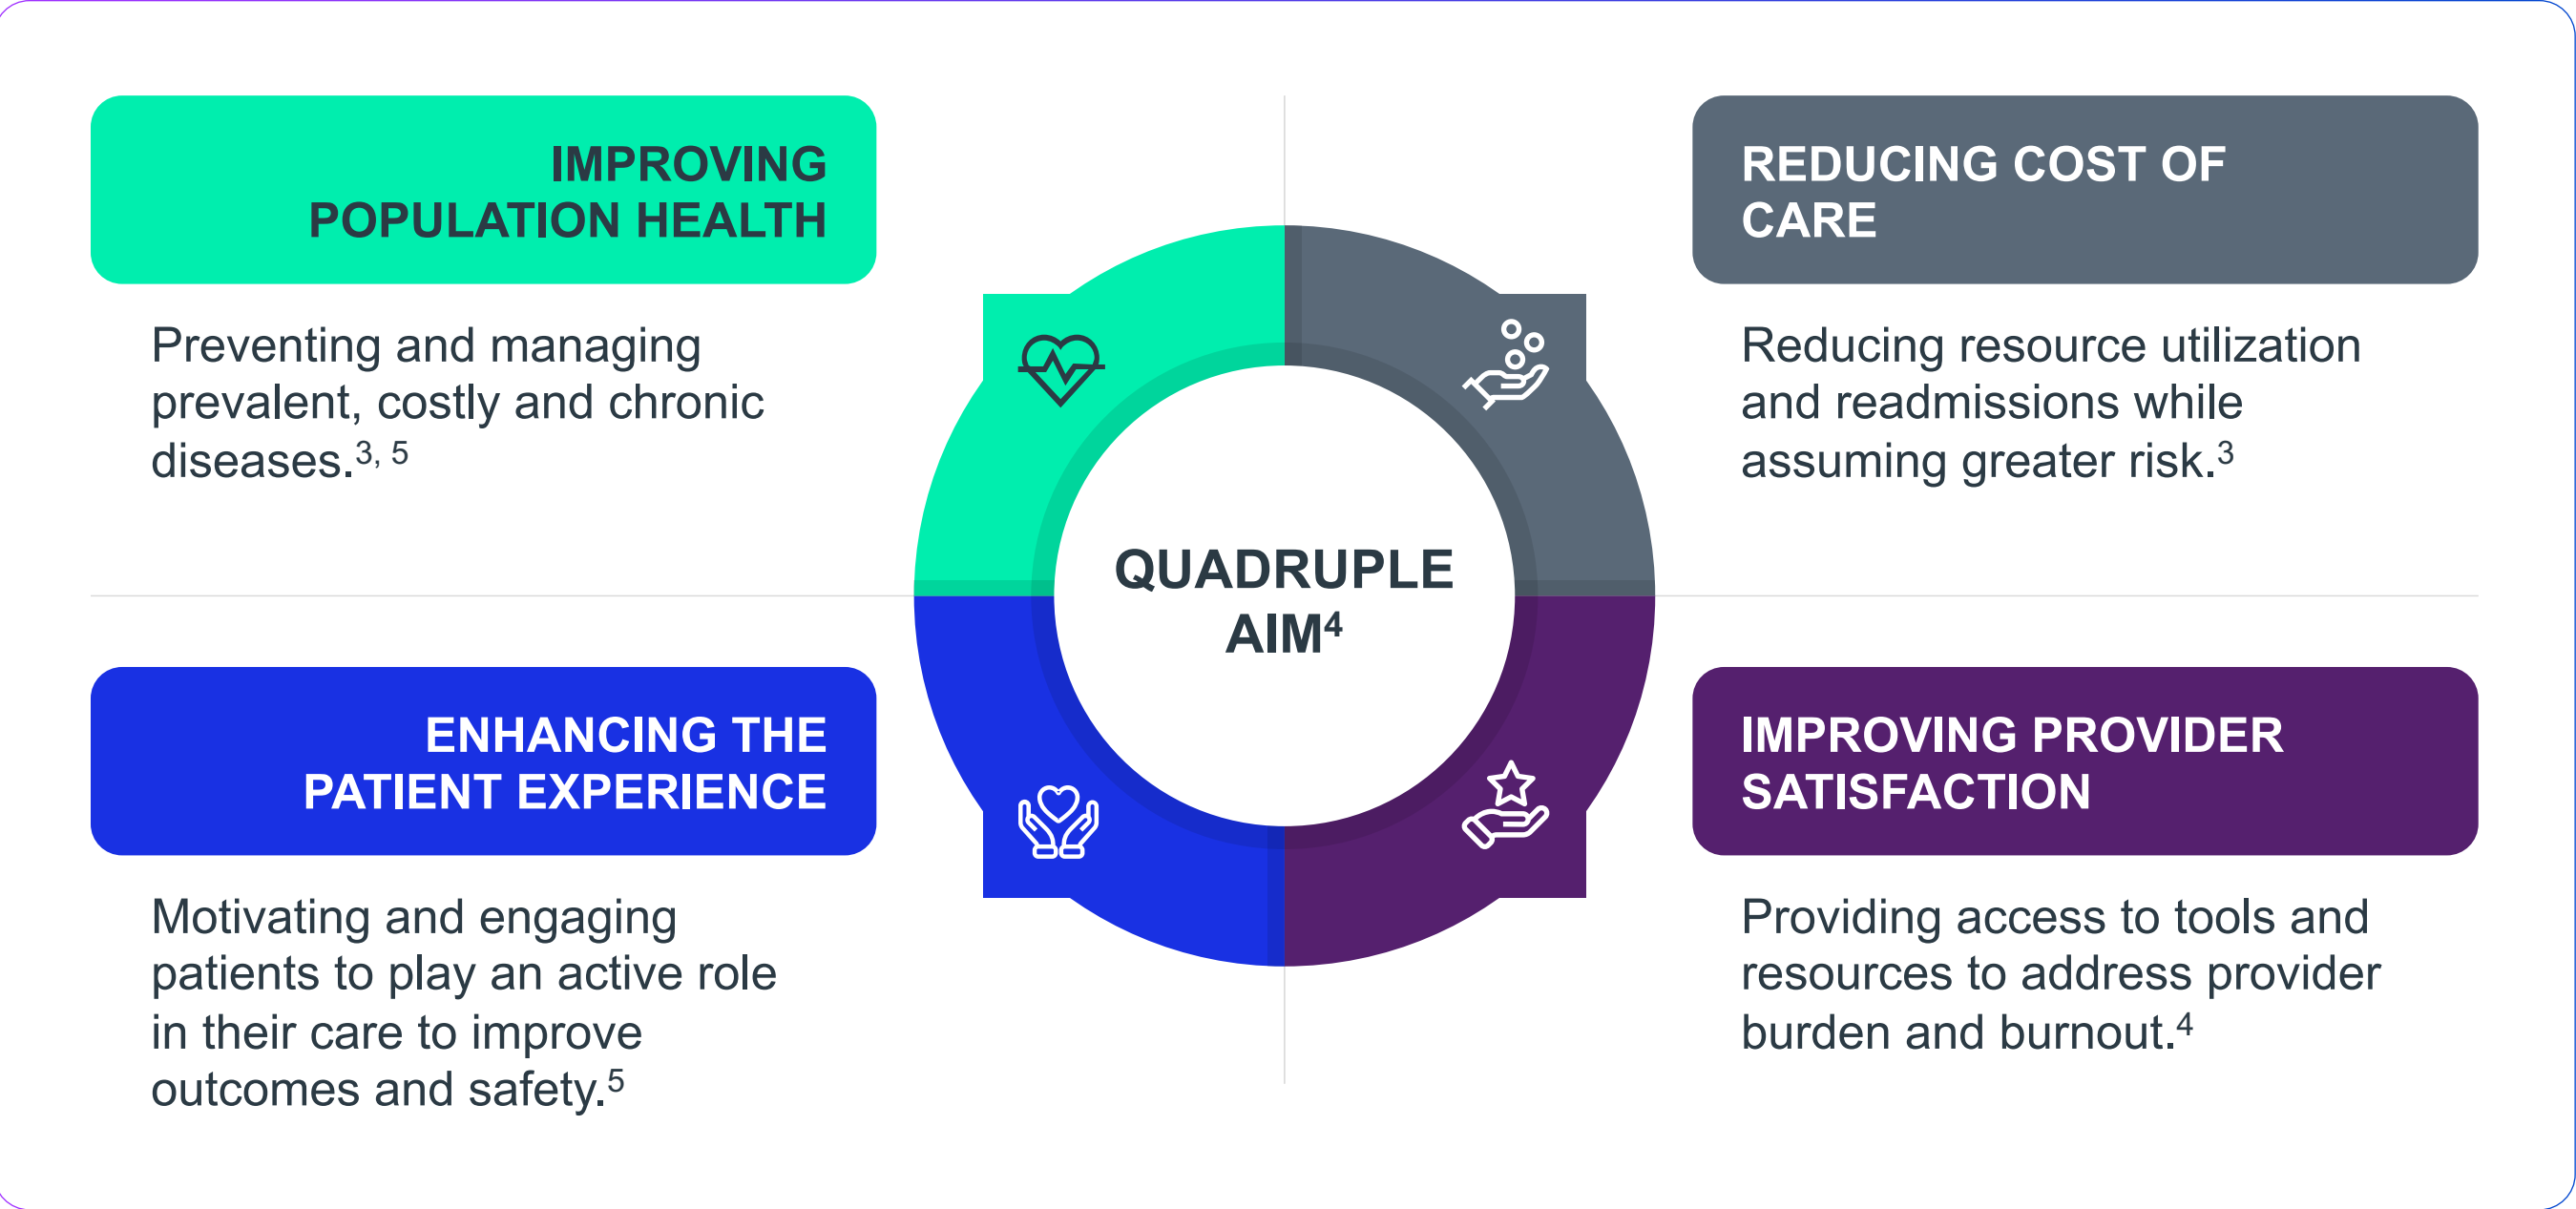 IMPROVING
POPULATION HEALTH
Preventing and managing
prevalent, costly and chronic
diseases.³, ⁵
REDUCING COST OF
CARE
Reducing resource utilization
and readmissions while
assuming greater risk.³
QUADRUPLE
AIM⁴
ENHANCING THE
PATIENT EXPERIENCE
Motivating and engaging
patients to play an active role
in their care to improve
outcomes and safety.⁵
IMPROVING PROVIDER
SATISFACTION
Providing access to tools and
resources to address provider
burden and burnout.⁴